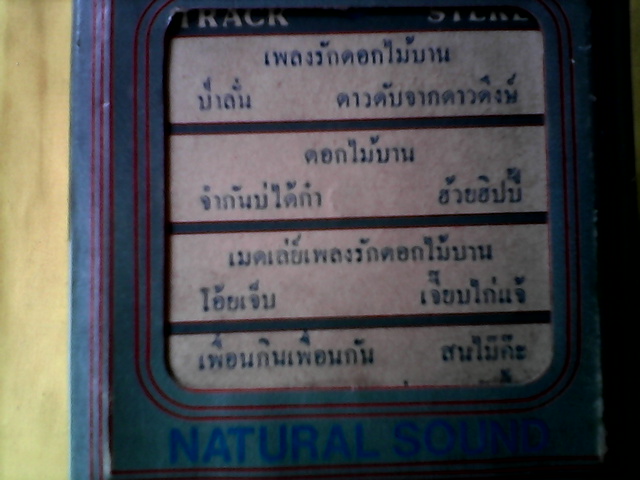 TRACK STERE
เพลงรักดอกไม้บาน
ป่าลั่น ดาวดับจากดาวดึงษ์
ดอกไม้บาน
จำกันบ่ได้กำ ฮ้วยฮิปปี้
เมดเล่ย์เพลงรักดอกไม้บาน
โอ้ยเจ็บ เจี๊ยบไก่แจ้
เพื่อนกินเพื่อนกัน สนไม๊ค๊ะ
NATURAL SOUND